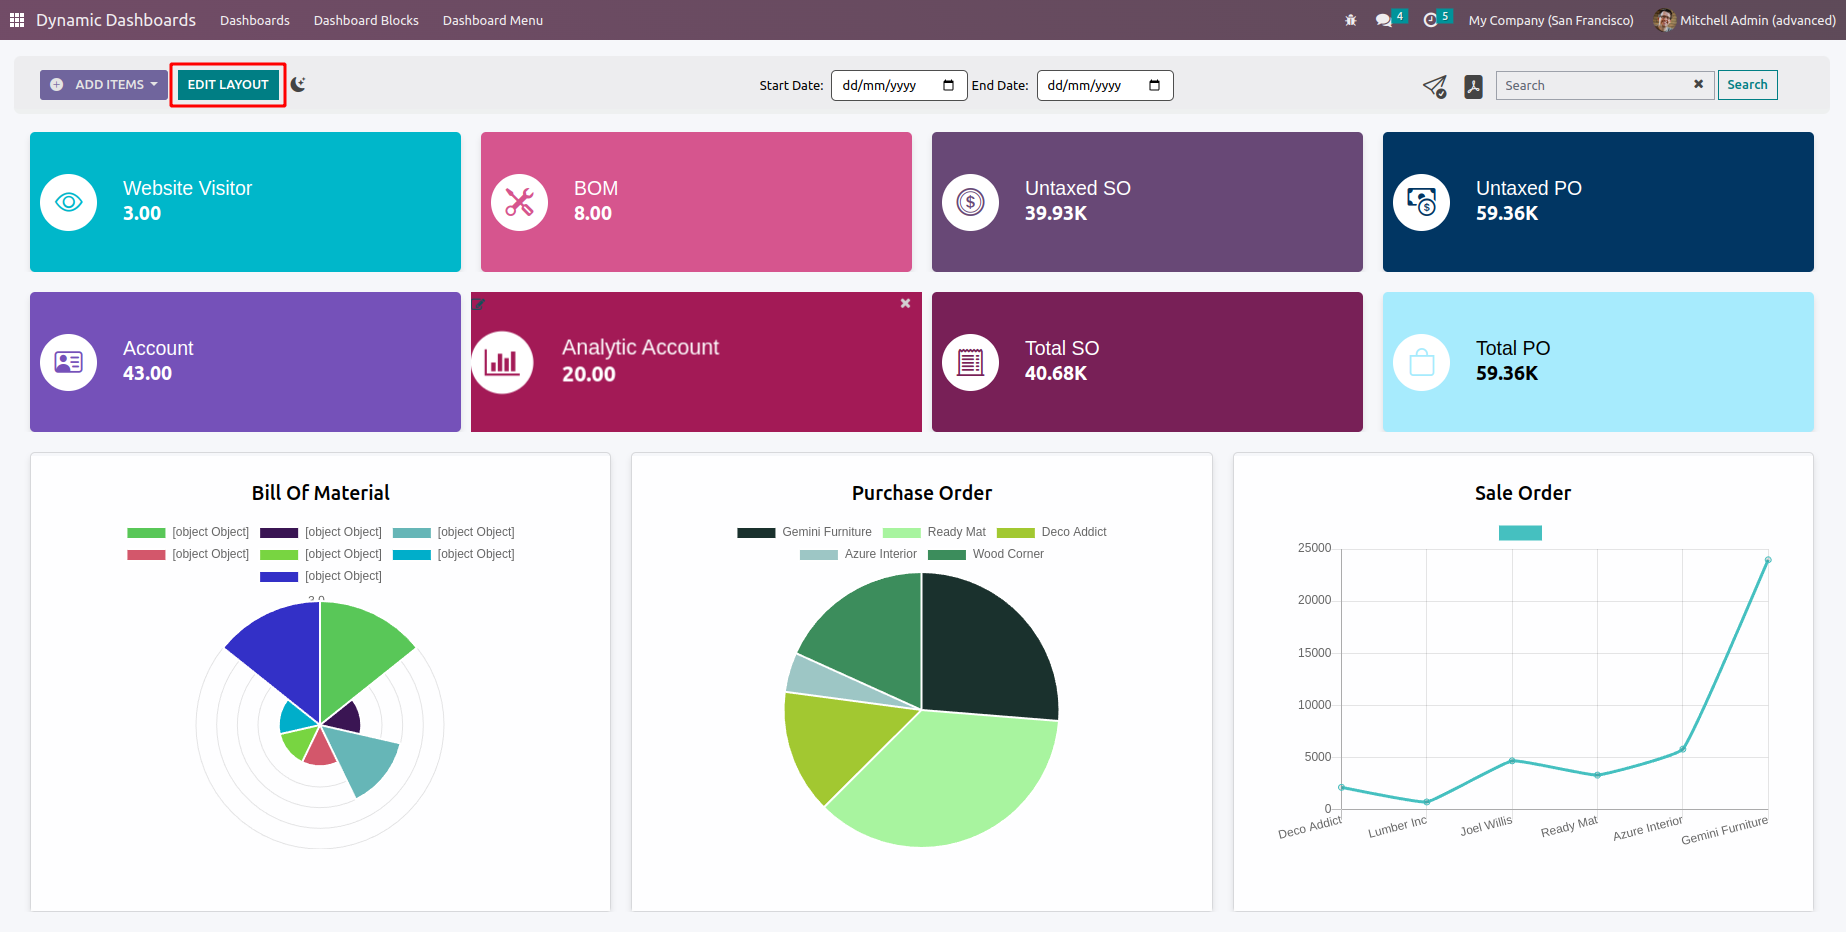 Dynamic Dashboards Dashboards Dashboard Blocks Dashboard Menu 4 5 My Company (San Francisco) Mitchell Admin (advanced)
ADD ITEMS EDIT LAYOUT Start Date: dd/mm/yyyy End Date: dd/mm/yyyy Search Search
Website Visitor
3.00
BOM
8.00
Untaxed SO
39.93K
Untaxed PO
59.36K
Account
43.00
Analytic Account
20.00
Total SO
40.68K
Total PO
59.36K
Bill Of Material
[object Object] [object Object] [object Object]
[object Object] [object Object] [object Object]
[object Object]
3.0
Purchase Order
Gemini Furniture Ready Mat Deco Addict
Azure Interior Wood Corner
Sale Order
25000
20000
15000
10000
5000
0
Deco Addict Lumber Inc Joel Willis Ready Mat Azure Interior Gemini Furniture